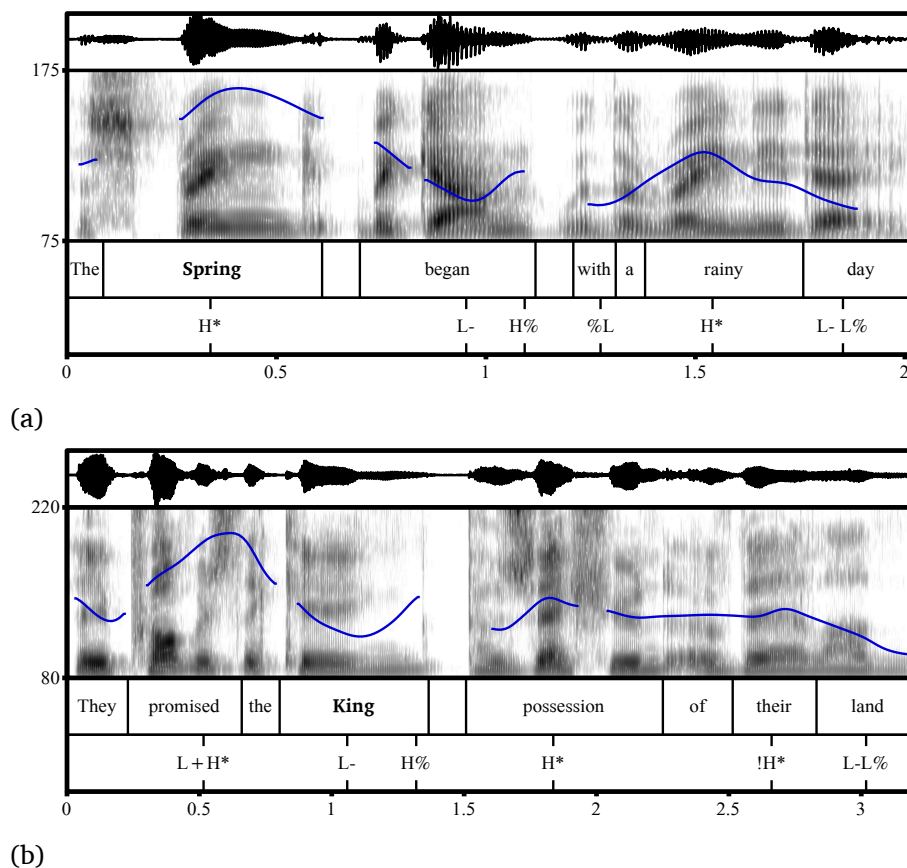 175
75
The Spring began with a rainy day
H* L- H% %L H* L- L%
0 0.5 1 1.5 2
(a)
220
80
They promised the King possession of their land
L+H* L- H% H* !H* L-L%
0 0.5 1 1.5 2 2.5 3
(b)